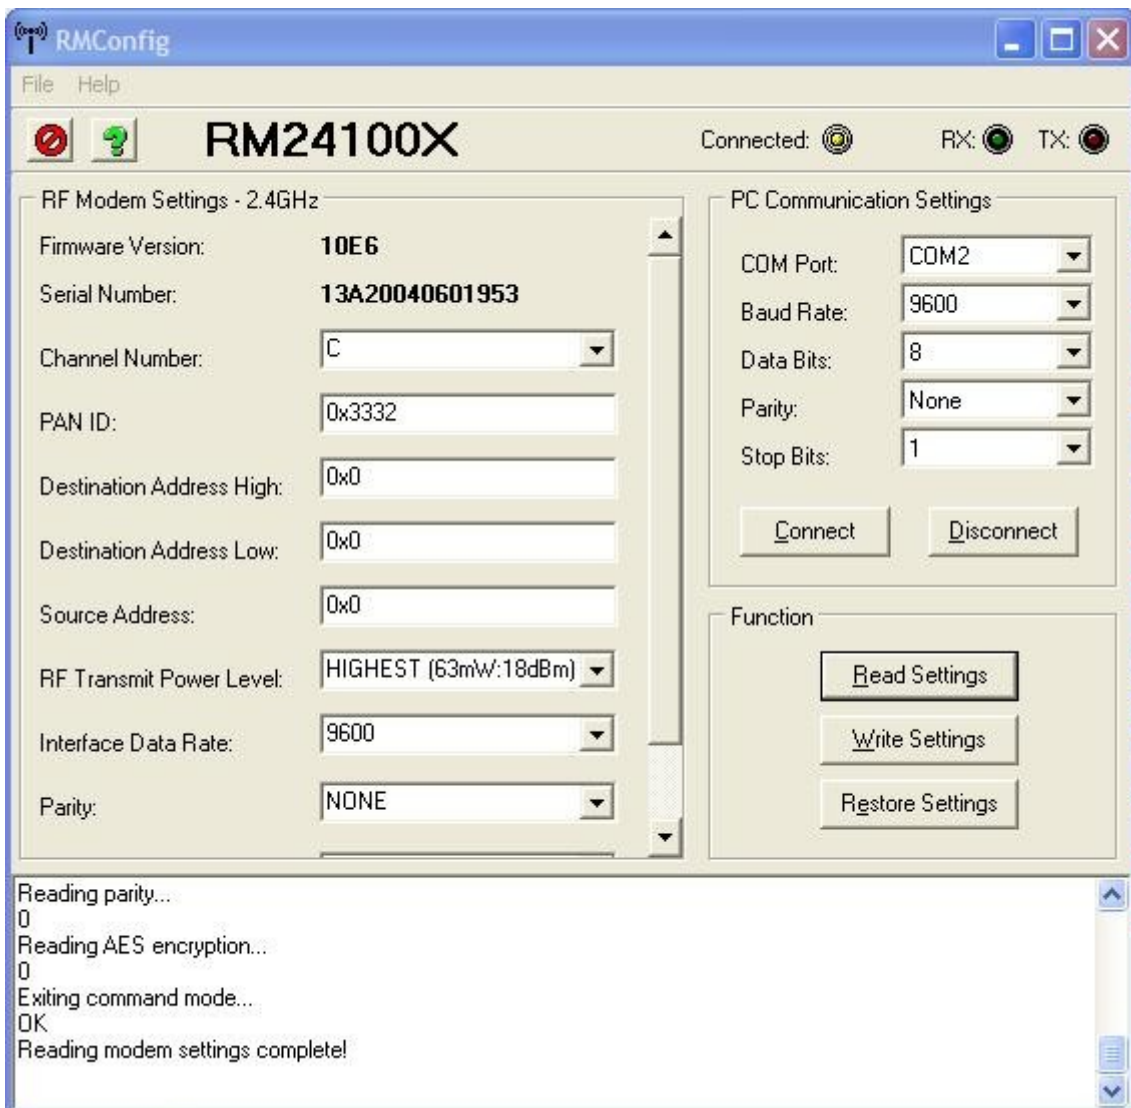 RMConfig
File Help
RM24100X
Connected: RX: TX:
RF Modem Settings - 2.4GHz
Firmware Version: 10E6
Serial Number: 13A20040601953
Channel Number: C
PAN ID: 0x3332
Destination Address High: 0x0
Destination Address Low: 0x0
Source Address: 0x0
RF Transmit Power Level: HIGHEST (63mW:18dBm)
Interface Data Rate: 9600
Parity: NONE
PC Communication Settings
COM Port: COM2
Baud Rate: 9600
Data Bits: 8
Parity: None
Stop Bits: 1
Connect Disconnect
Function
Read Settings
Write Settings
Restore Settings
Reading parity...
0
Reading AES encryption...
0
Exiting command mode...
OK
Reading modem settings complete!